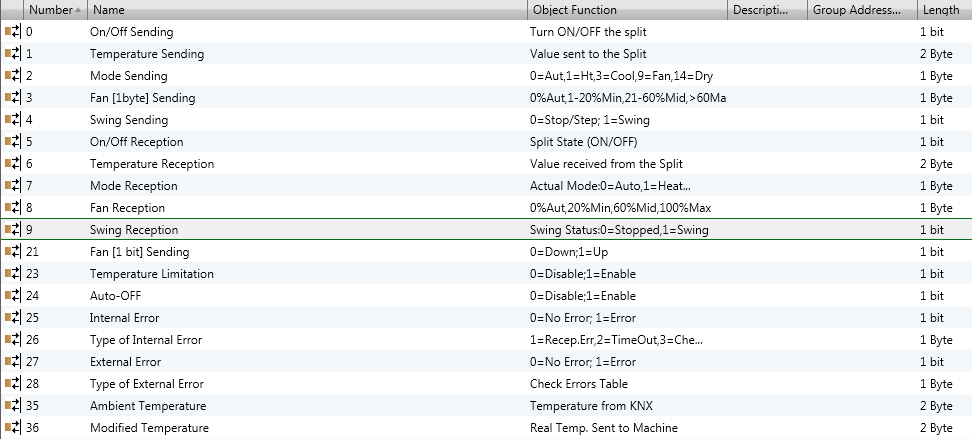 Number Name Object Function Descripti... Group Address... Length
0 On/Off Sending Turn ON/OFF the split 1 bit
1 Temperature Sending Value sent to the Split 2 Byte
2 Mode Sending 0=Aut,1=Ht,3=Cool,9=Fan,14=Dry 1 Byte
3 Fan [1byte] Sending 0%Aut,1-20%Min,21-60%Mid,>60Ma 1 Byte
4 Swing Sending 0=Stop/Step; 1=Swing 1 bit
5 On/Off Reception Split State (ON/OFF) 1 bit
6 Temperature Reception Value received from the Split 2 Byte
7 Mode Reception Actual Mode:0=Auto,1=Heat... 1 Byte
8 Fan Reception 0%Aut,20%Min,60%Mid,100%Max 1 Byte
9 Swing Reception Swing Status:0=Stopped,1=Swing 1 bit
21 Fan [1 bit] Sending 0=Down;1=Up 1 bit
23 Temperature Limitation 0=Disable;1=Enable 1 bit
24 Auto-OFF 0=Disable;1=Enable 1 bit
25 Internal Error 0=No Error; 1=Error 1 bit
26 Type of Internal Error 1=Recep.Err,2=TimeOut,3=Che... 1 Byte
27 External Error 0=No Error; 1=Error 1 bit
28 Type of External Error Check Errors Table 1 Byte
35 Ambient Temperature Temperature from KNX 2 Byte
36 Modified Temperature Real Temp. Sent to Machine 2 Byte